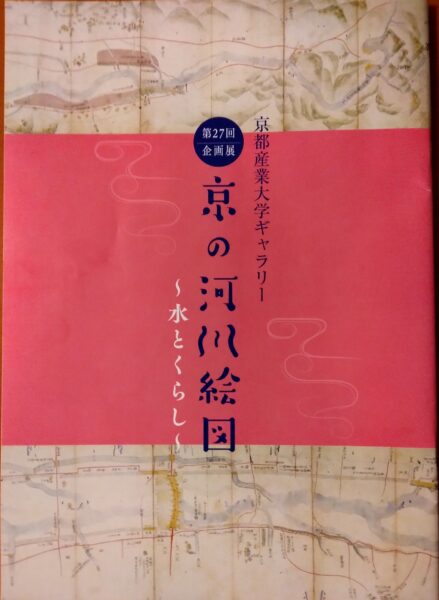 京都産業大学ギャラリー
第27回
企画展
京の河川絵図
～水とくらし～